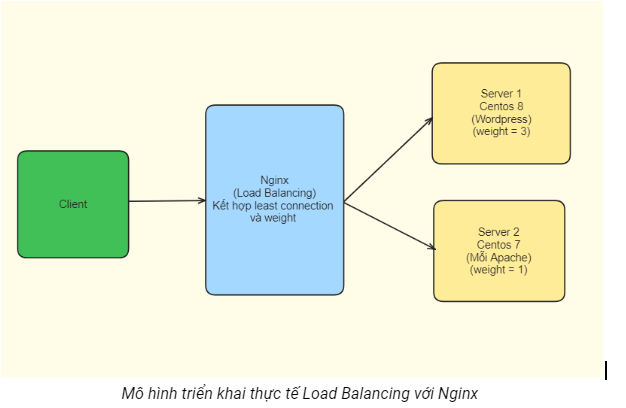 Client
Nginx
(Load Balancing)
Kết hợp least connection
và weight
Server 1
Centos 8
(Wordpress)
(weight = 3)
Server 2
Centos 7
(Mỗi Apache)
(weight = 1)
Mô hình triển khai thực tế Load Balancing với Nginx